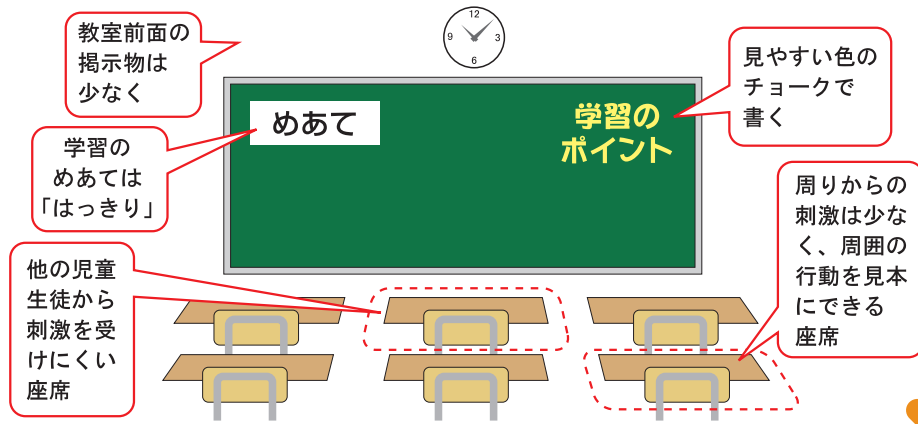 教室前面の
掲示物は
少なく
12
9
3
6
見やすい色の
チョークで
書く
めあて
学習の
ポイント
学習の
めあては
「はっきり」
周りからの
刺激は少な
く、周囲の
行動を見本
にできる
座席
他の児童
生徒から
刺激を受
けにくい
座席